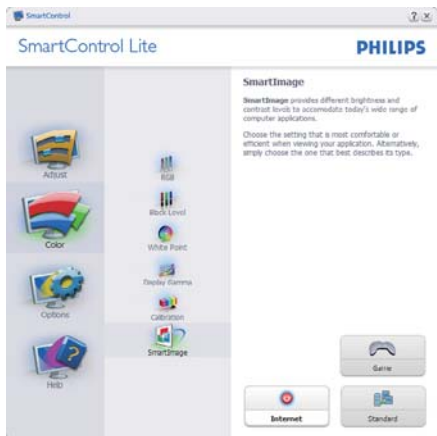 SmartControl
SmartControl Lite
PHILIPS
Adjust
Color
Options
Help
RGB
Black Level
White Point
Display Gamma
Calibration
SmartImage
SmartImage
SmartImage provides different brightness and
contrast levels to accomodate today's wide range of
computer applications.
Choose the setting that is most comfortable or
efficient when viewing your application. Alternatively,
simply choose the one that best describes its type.
Game
Internet
Standard